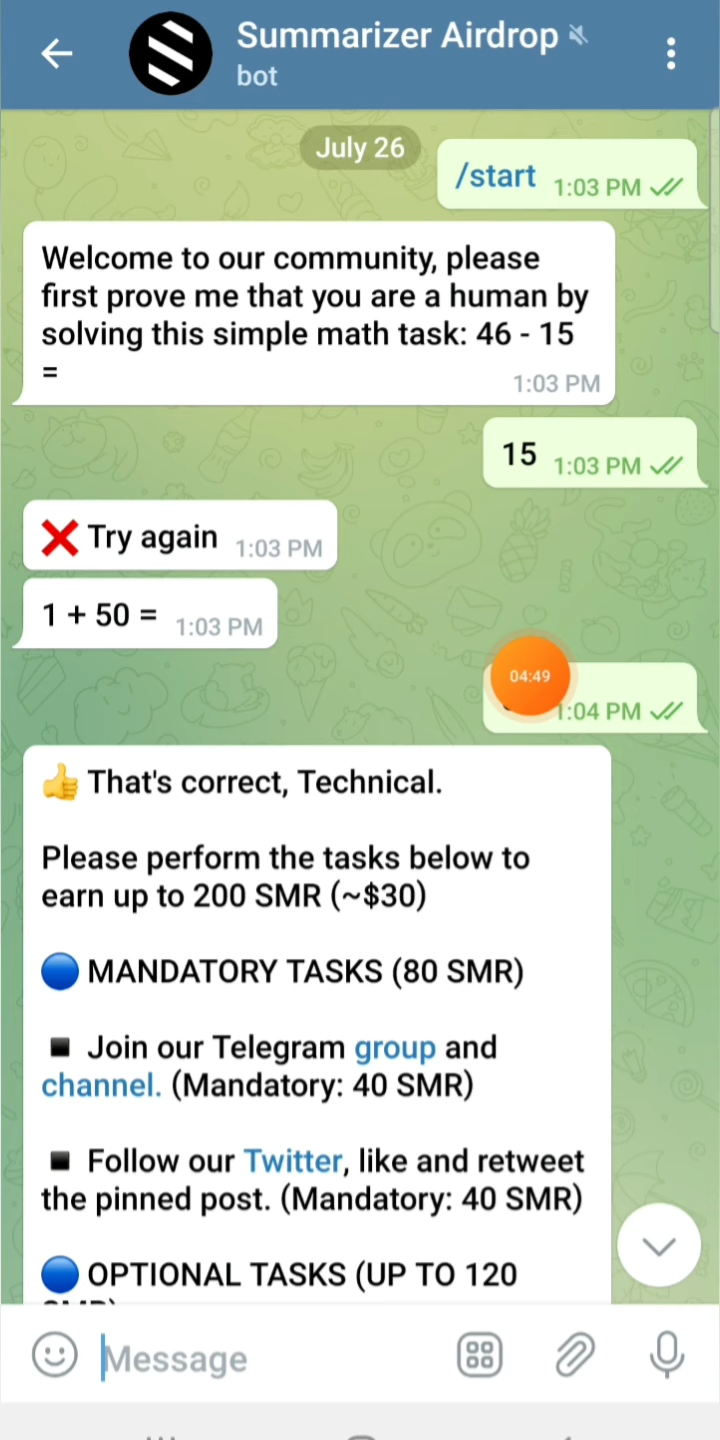 Summarizer Airdrop
bot
July 26
/start 1:03 PM
Welcome to our community, please
first prove me that you are a human by
solving this simple math task: 46 - 15
=
1:03 PM
15 1:03 PM
❌ Try again 1:03 PM
1 + 50 = 1:03 PM
04:49
1:04 PM
👍 That's correct, Technical.
Please perform the tasks below to
earn up to 200 SMR (~$30)
🔵 MANDATORY TASKS (80 SMR)
▪ Join our Telegram group and
channel. (Mandatory: 40 SMR)
▪ Follow our Twitter, like and retweet
the pinned post. (Mandatory: 40 SMR)
🔵 OPTIONAL TASKS (UP TO 120
Message